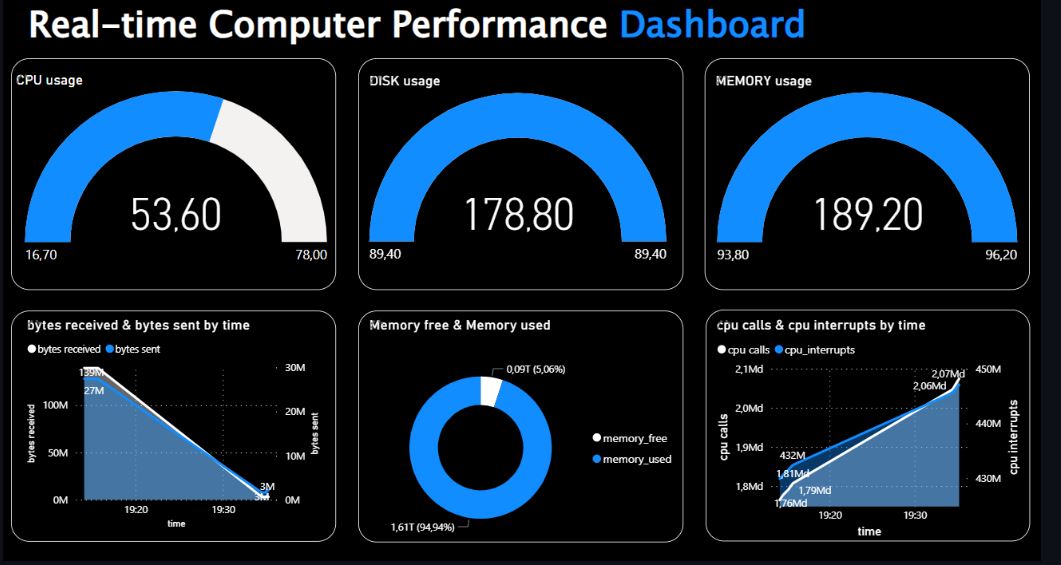 Real-time Computer Performance Dashboard
CPU usage
53,60
16,70
78,00
DISK usage
178,80
89,40
89,40
MEMORY usage
189,20
93,80
96,20
bytes received & bytes sent by time
bytes received
bytes sent
139M
27M
100M
50M
0M
30M
20M
10M
0M
3M
3M
19:20
19:30
time
bytes received
bytes sent
Memory free & Memory used
0,09T (5,06%)
memory_free
memory_used
1,61T (94,94%)
cpu calls & cpu interrupts by time
cpu calls
cpu_interrupts
2,1Md
2,0Md
1,9Md
1,8Md
450M
440M
430M
2,07Md
2,06Md
432M
1,81Md
1,79Md
1,76Md
19:20
19:30
time
cpu calls
cpu interrupts